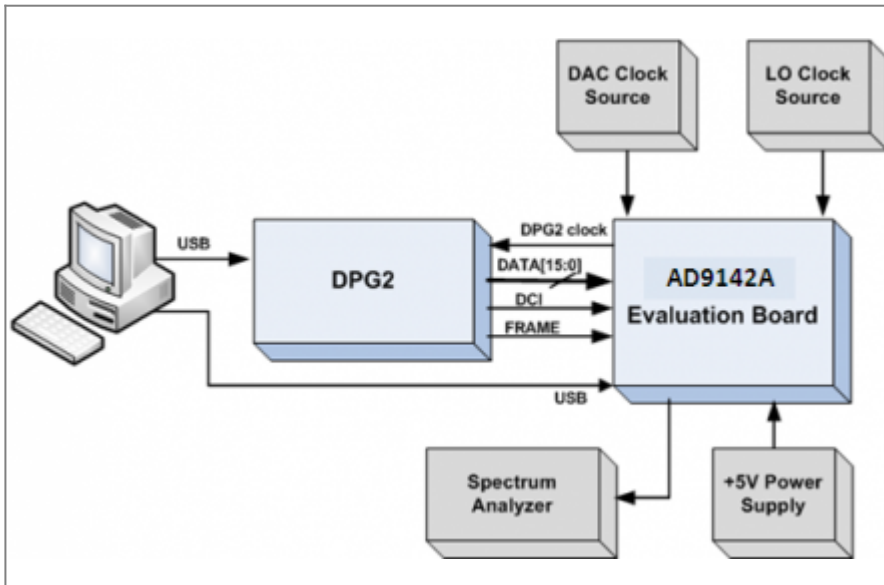 DAC Clock
Source
LO Clock
Source
USB
DPG2
DPG2 clock
DATA[15:0]
DCI
FRAME
AD9142A
Evaluation Board
USB
Spectrum
Analyzer
+5V Power
Supply